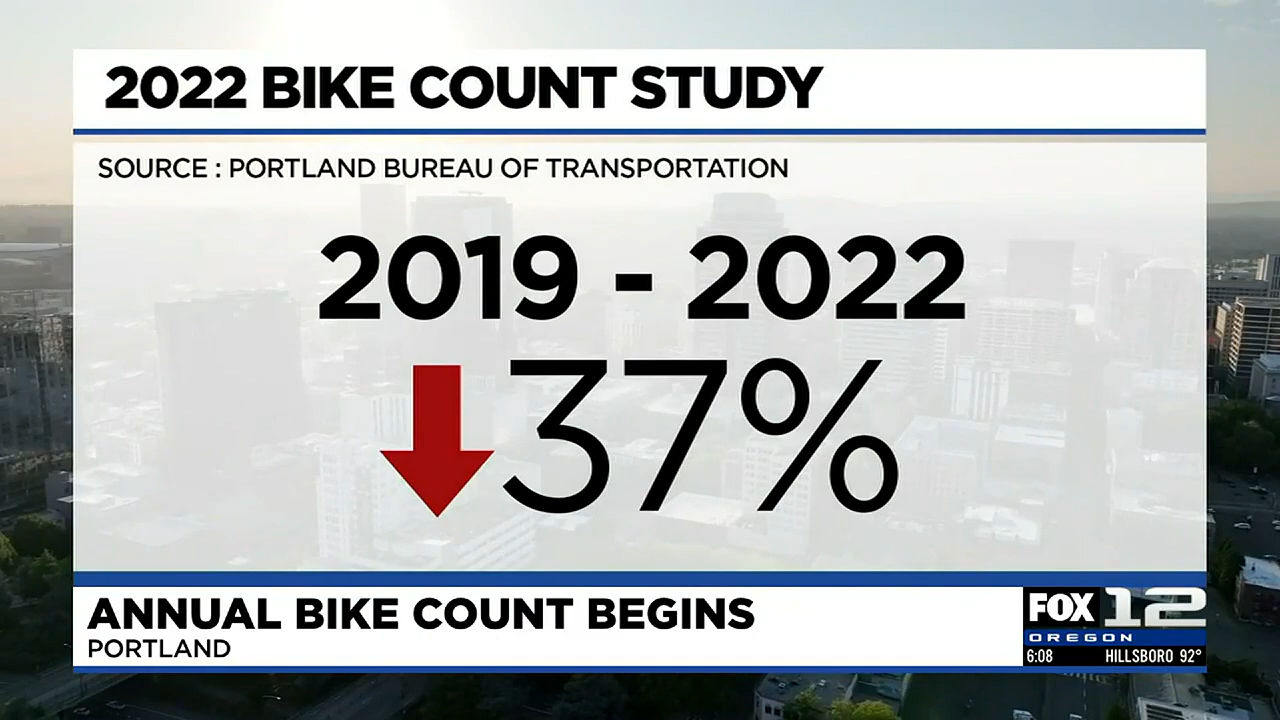 2022 BIKE COUNT STUDY
SOURCE : PORTLAND BUREAU OF TRANSPORTATION
2019 - 2022
37%
ANNUAL BIKE COUNT BEGINS
PORTLAND
FOX 12
OREGON
6:08 HILLSBORO 92°